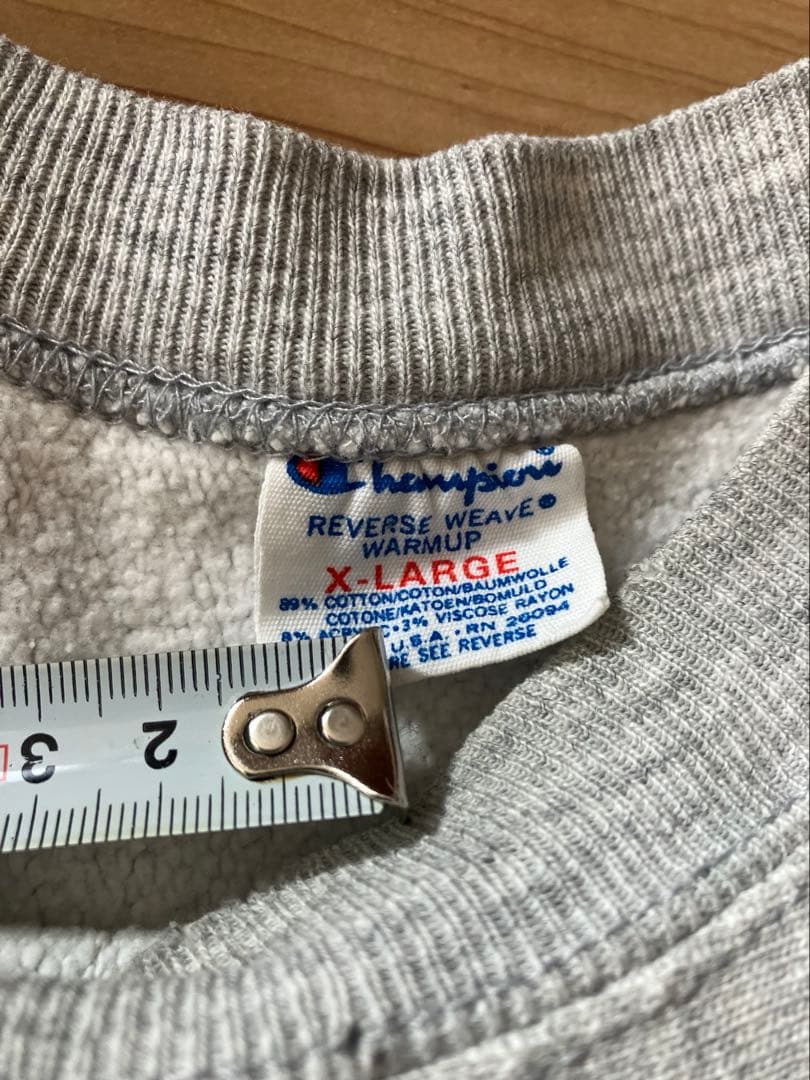 Champion
REVERSE WEAVE®
WARMUP
X-LARGE
89% COTTON/COTON/BAUMWOLLE
COTONE/KATOEN/BOMULD
8% • 3% VISCOSE RAYON
U.S.A. • RN 26094
SEE REVERSE
3 2